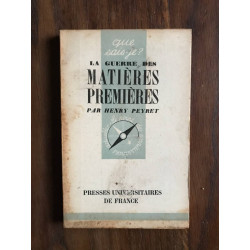 que
sais-je?
LA GUERRE DES
MATIÈRES
PREMIÈRES
PAR HENRY PEYRET
PRESSES UNIVERSITAIRES
DE FRANCE